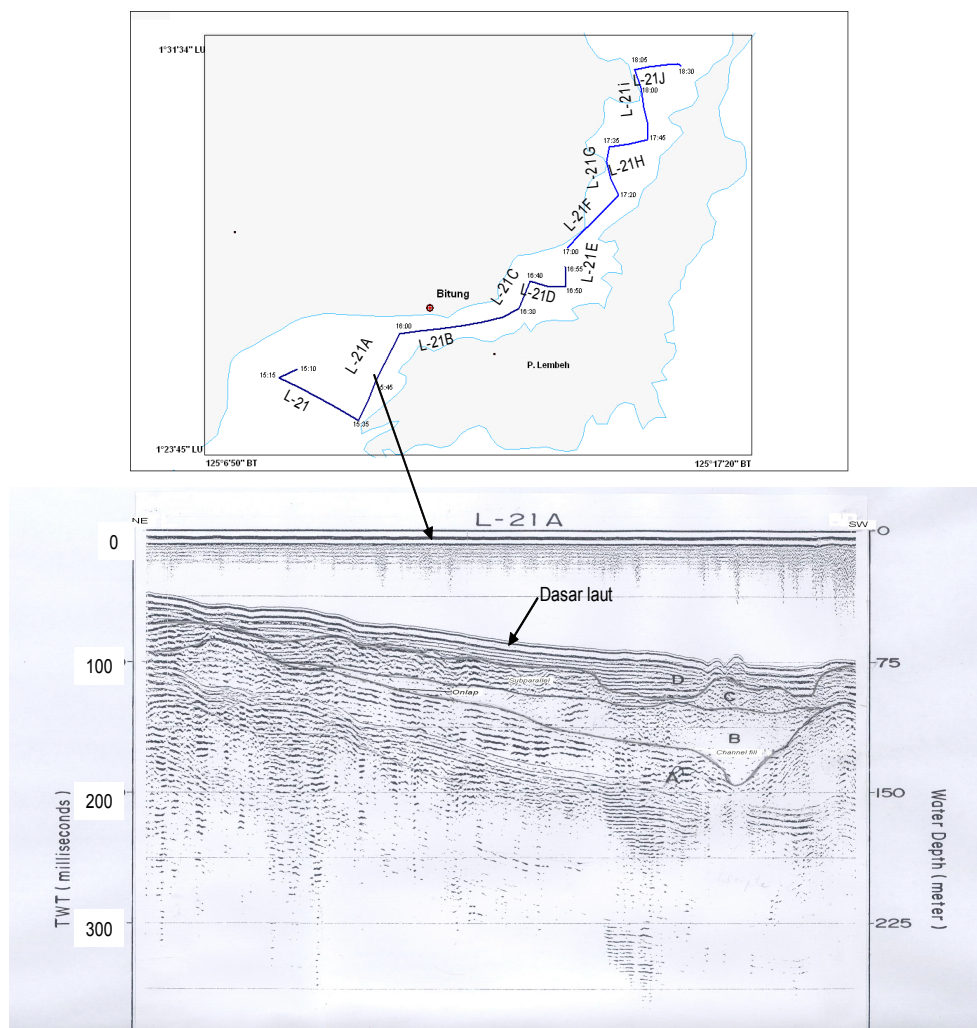 1°31'34" LU
18:05
18:30
L-21J
18:00
L-21i
17:45
17:35
L-21G
L-21H
17:20
L-21F
17:00
L-21E
16:55
16:50
16:40
L-21D
L-21C
16:30
Bitung
16:00
L-21B
L-21A
P. Lembeh
15:10
15:15
15:45
L-21
15:35
1°23'45" LU
125°6'50" BT
125°17'20" BT
NE
L-21A
SW
0
0
Dasar laut
100
75
Subparallel
D
Onlap
C
B
Channel fill
A
200
150
TWT (milliseconds)
Water Depth (meter)
300
225